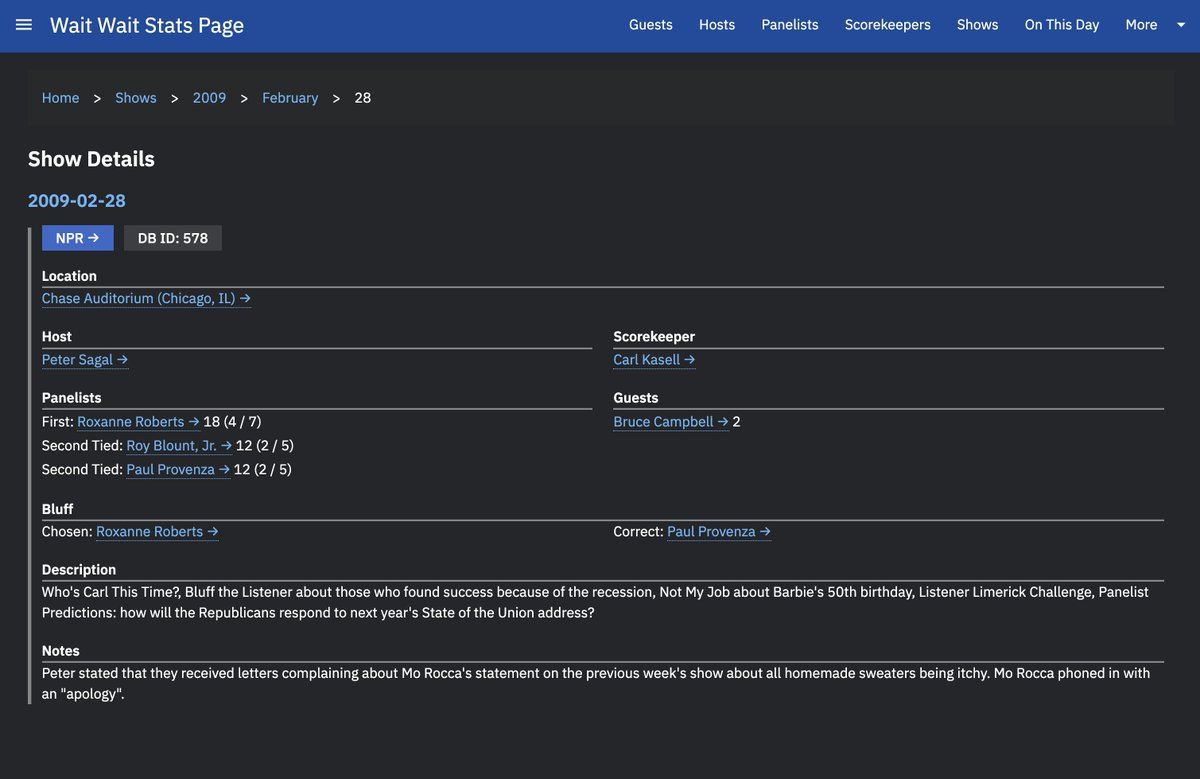 Wait Wait Stats Page
Guests Hosts Panelists Scorekeepers Shows On This Day More
Home > Shows > 2009 > February > 28
Show Details
2009-02-28
NPR → DB ID: 578
Location
Chase Auditorium (Chicago, IL) →
Host
Peter Sagal →
Scorekeeper
Carl Kasell →
Panelists
First: Roxanne Roberts → 18 (4 / 7)
Second Tied: Roy Blount, Jr. → 12 (2 / 5)
Second Tied: Paul Provenza → 12 (2 / 5)
Guests
Bruce Campbell → 2
Bluff
Chosen: Roxanne Roberts →
Correct: Paul Provenza →
Description
Who's Carl This Time?, Bluff the Listener about those who found success because of the recession, Not My Job about Barbie's 50th birthday, Listener Limerick Challenge, Panelist
Predictions: how will the Republicans respond to next year's State of the Union address?
Notes
Peter stated that they received letters complaining about Mo Rocca's statement on the previous week's show about all homemade sweaters being itchy. Mo Rocca phoned in with
an "apology".